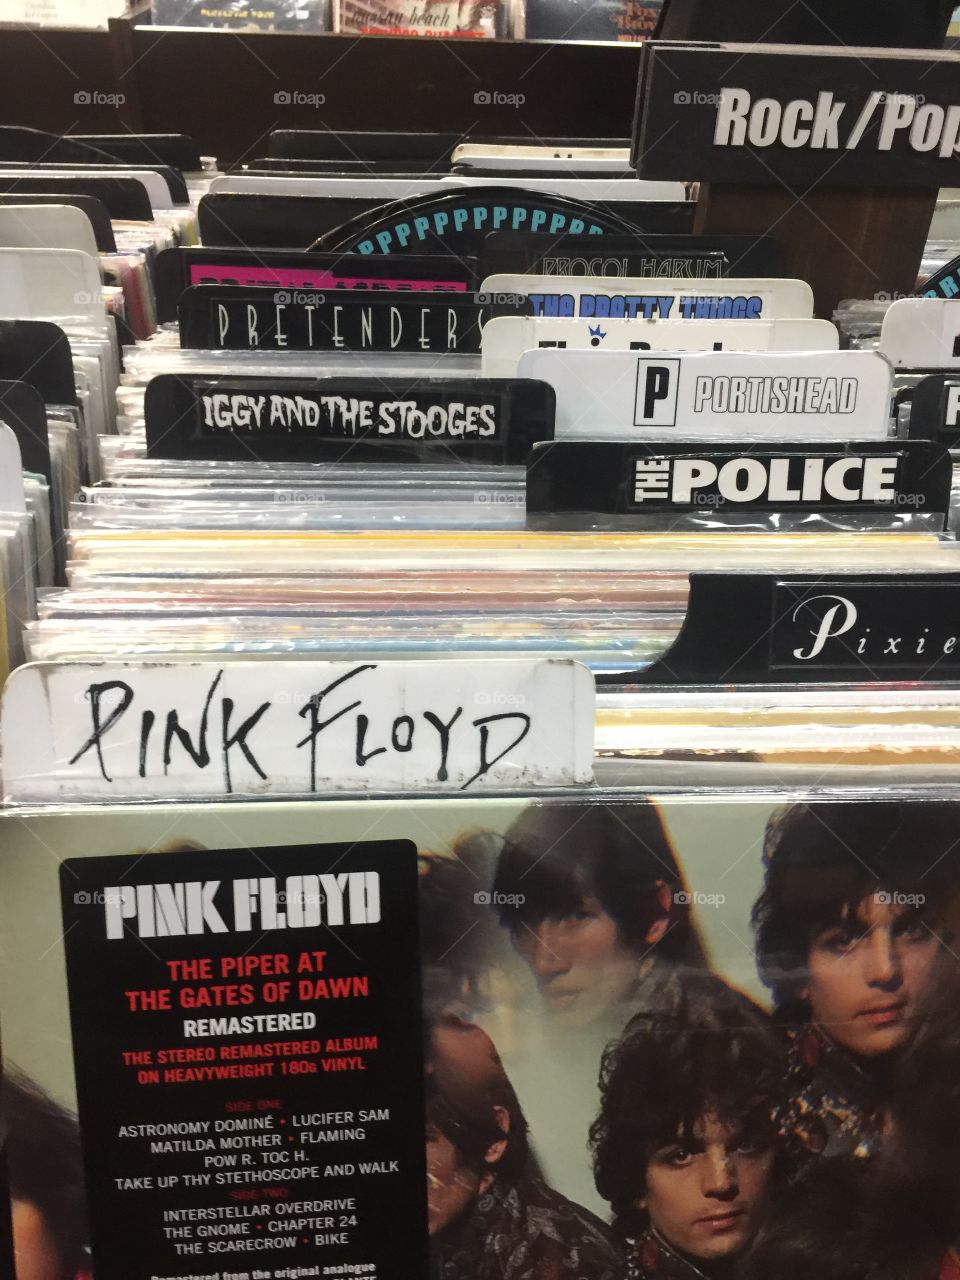 Rock/Pop
PPPPPPPPPPPPP
PROCOL HARUM
THE PRETTY THINGS
PRETENDERS
P PORTISHEAD
IGGY AND THE STOOGES
THE POLICE
Pixie
PINK FLOYD
PINK FLOYD
THE PIPER AT
THE GATES OF DAWN
REMASTERED
THE STEREO REMASTERED ALBUM
ON HEAVYWEIGHT 180G VINYL
SIDE ONE
ASTRONOMY DOMINÉ • LUCIFER SAM
MATILDA MOTHER • FLAMING
POW R. TOC H.
TAKE UP THY STETHOSCOPE AND WALK
SIDE TWO
INTERSTELLAR OVERDRIVE
THE GNOME • CHAPTER 24
THE SCARECROW • BIKE
Remastered from the original analogue